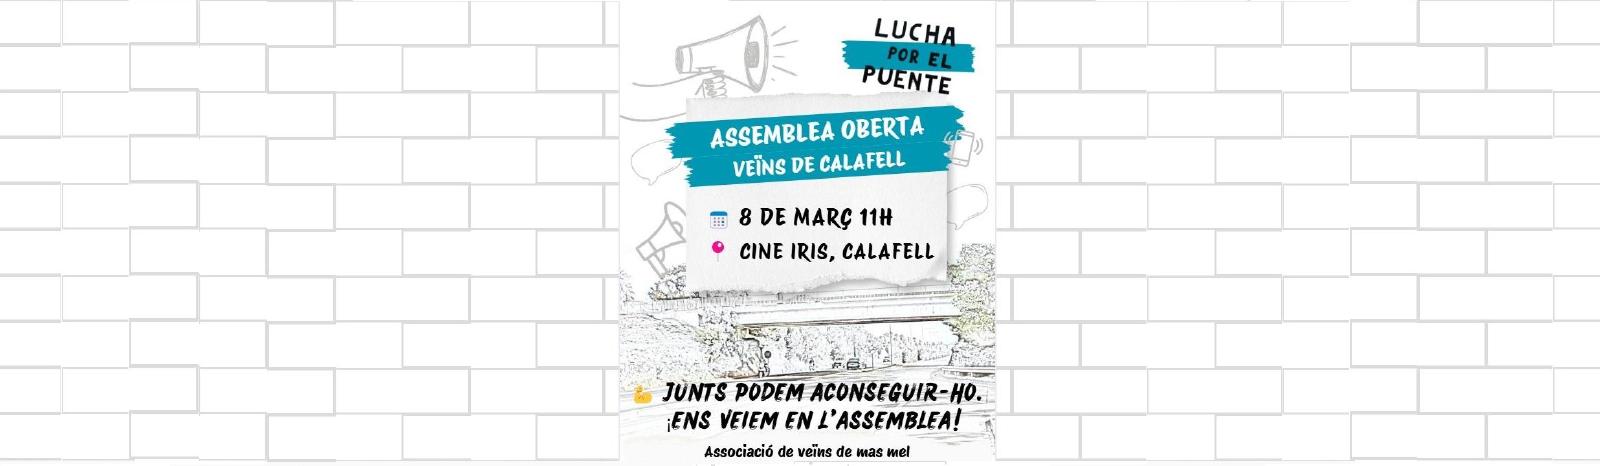 LUCHA
POR EL
PUENTE
ASSEMBLEA OBERTA
VEÏNS DE CALAFELL
8 DE MARÇ 11H
CINE IRIS, CALAFELL
JUNTS PODEM ACONSEGUIR-HO.
¡ENS VEIEM EN L'ASSEMBLEA!
Associació de veïns de mas mel